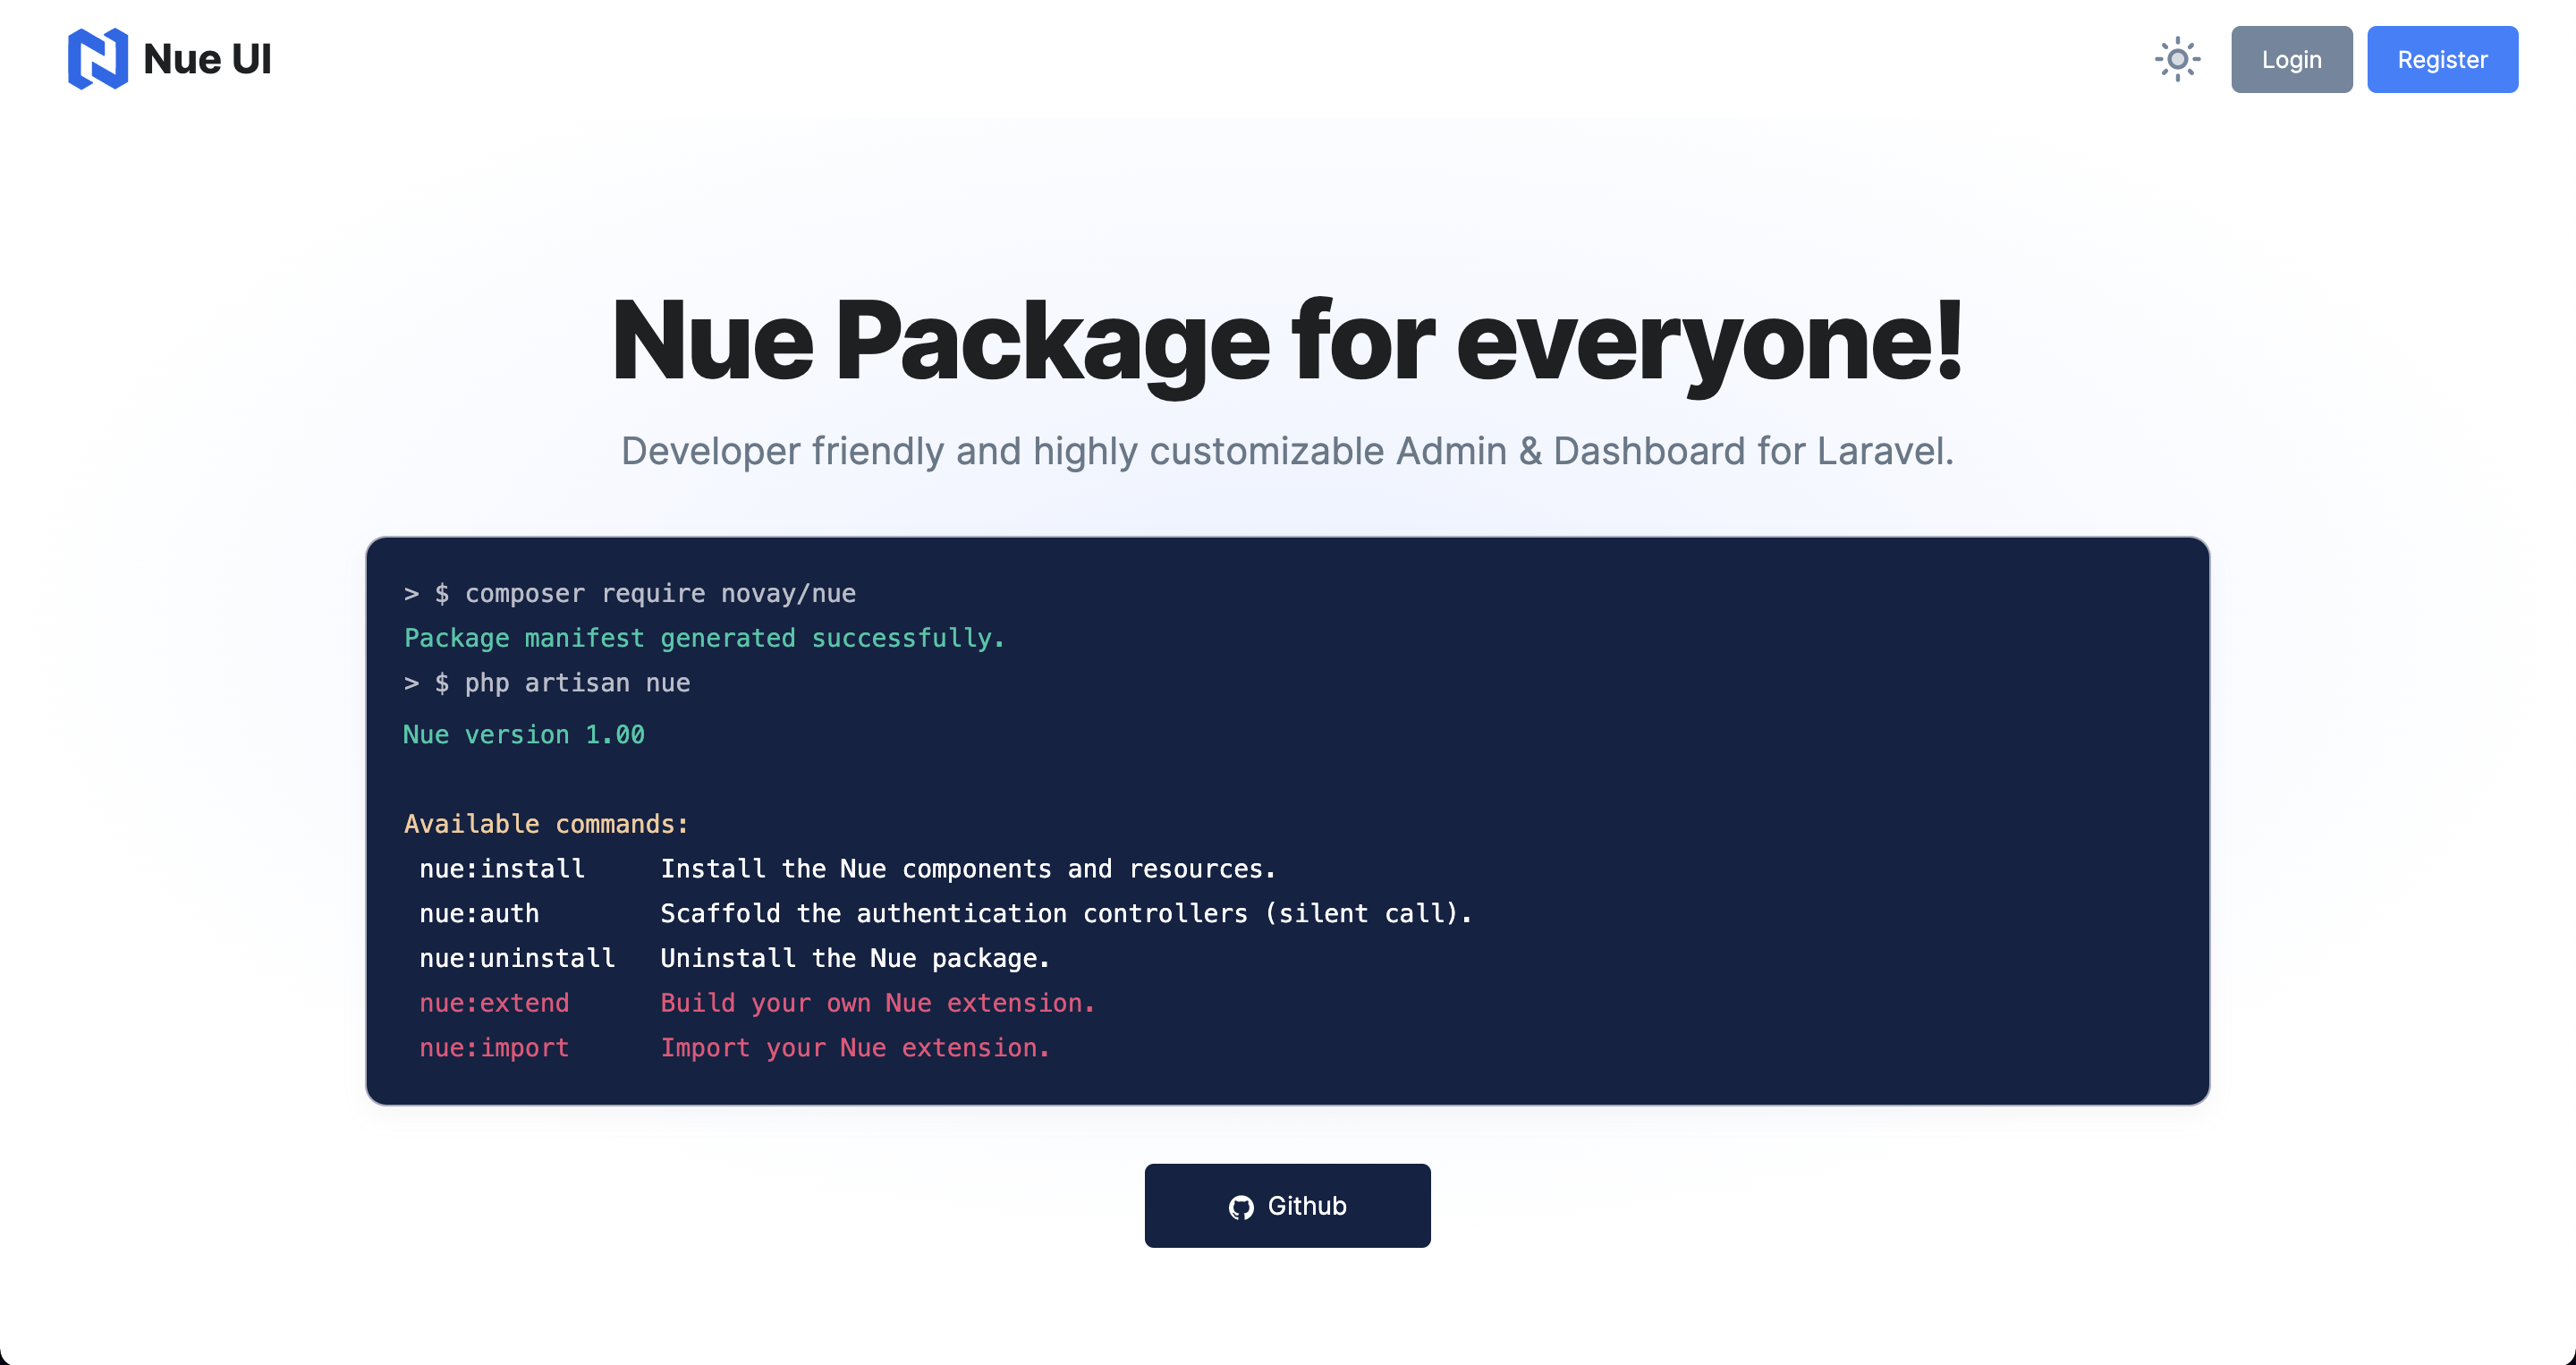 Nue UI
Login
Register
Nue Package for everyone!
Developer friendly and highly customizable Admin & Dashboard for Laravel.
> $ composer require novay/nue
Package manifest generated successfully.
> $ php artisan nue
Nue version 1.00
Available commands:
nue:install     Install the Nue components and resources.
nue:auth        Scaffold the authentication controllers (silent call).
nue:uninstall   Uninstall the Nue package.
nue:extend      Build your own Nue extension.
nue:import      Import your Nue extension.
Github